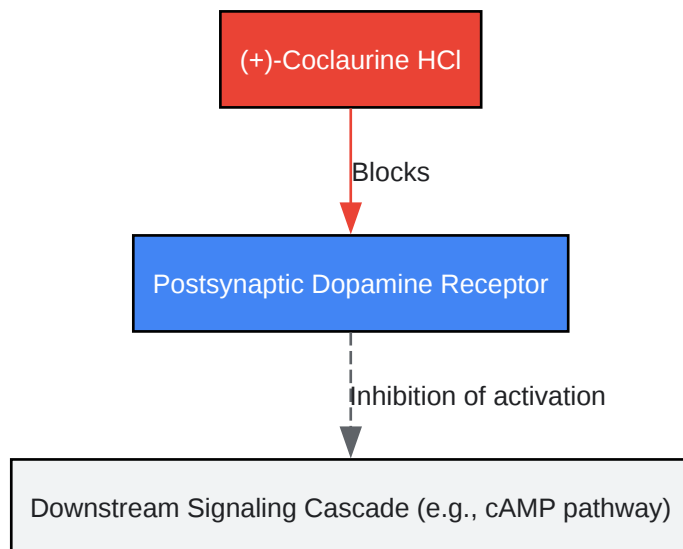 (+)-Coclaurine HCl
Blocks
Postsynaptic Dopamine Receptor
Inhibition of activation
Downstream Signaling Cascade (e.g., cAMP pathway)